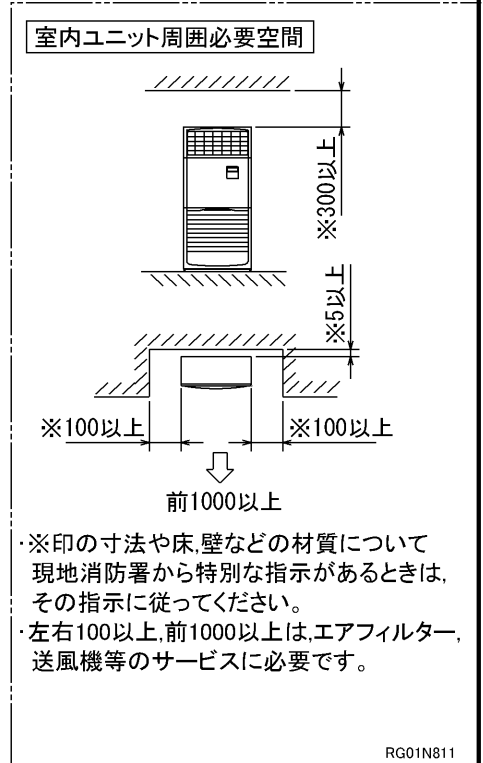 室内ユニット周囲必要空間
※300以上
※5以上
※100以上
※100以上
前1000以上
・※印の寸法や床,壁などの材質について
現地消防署から特別な指示があるときは,
その指示に従ってください。
・左右100以上,前1000以上は,エアフィルター,
送風機等のサービスに必要です。
RG01N811